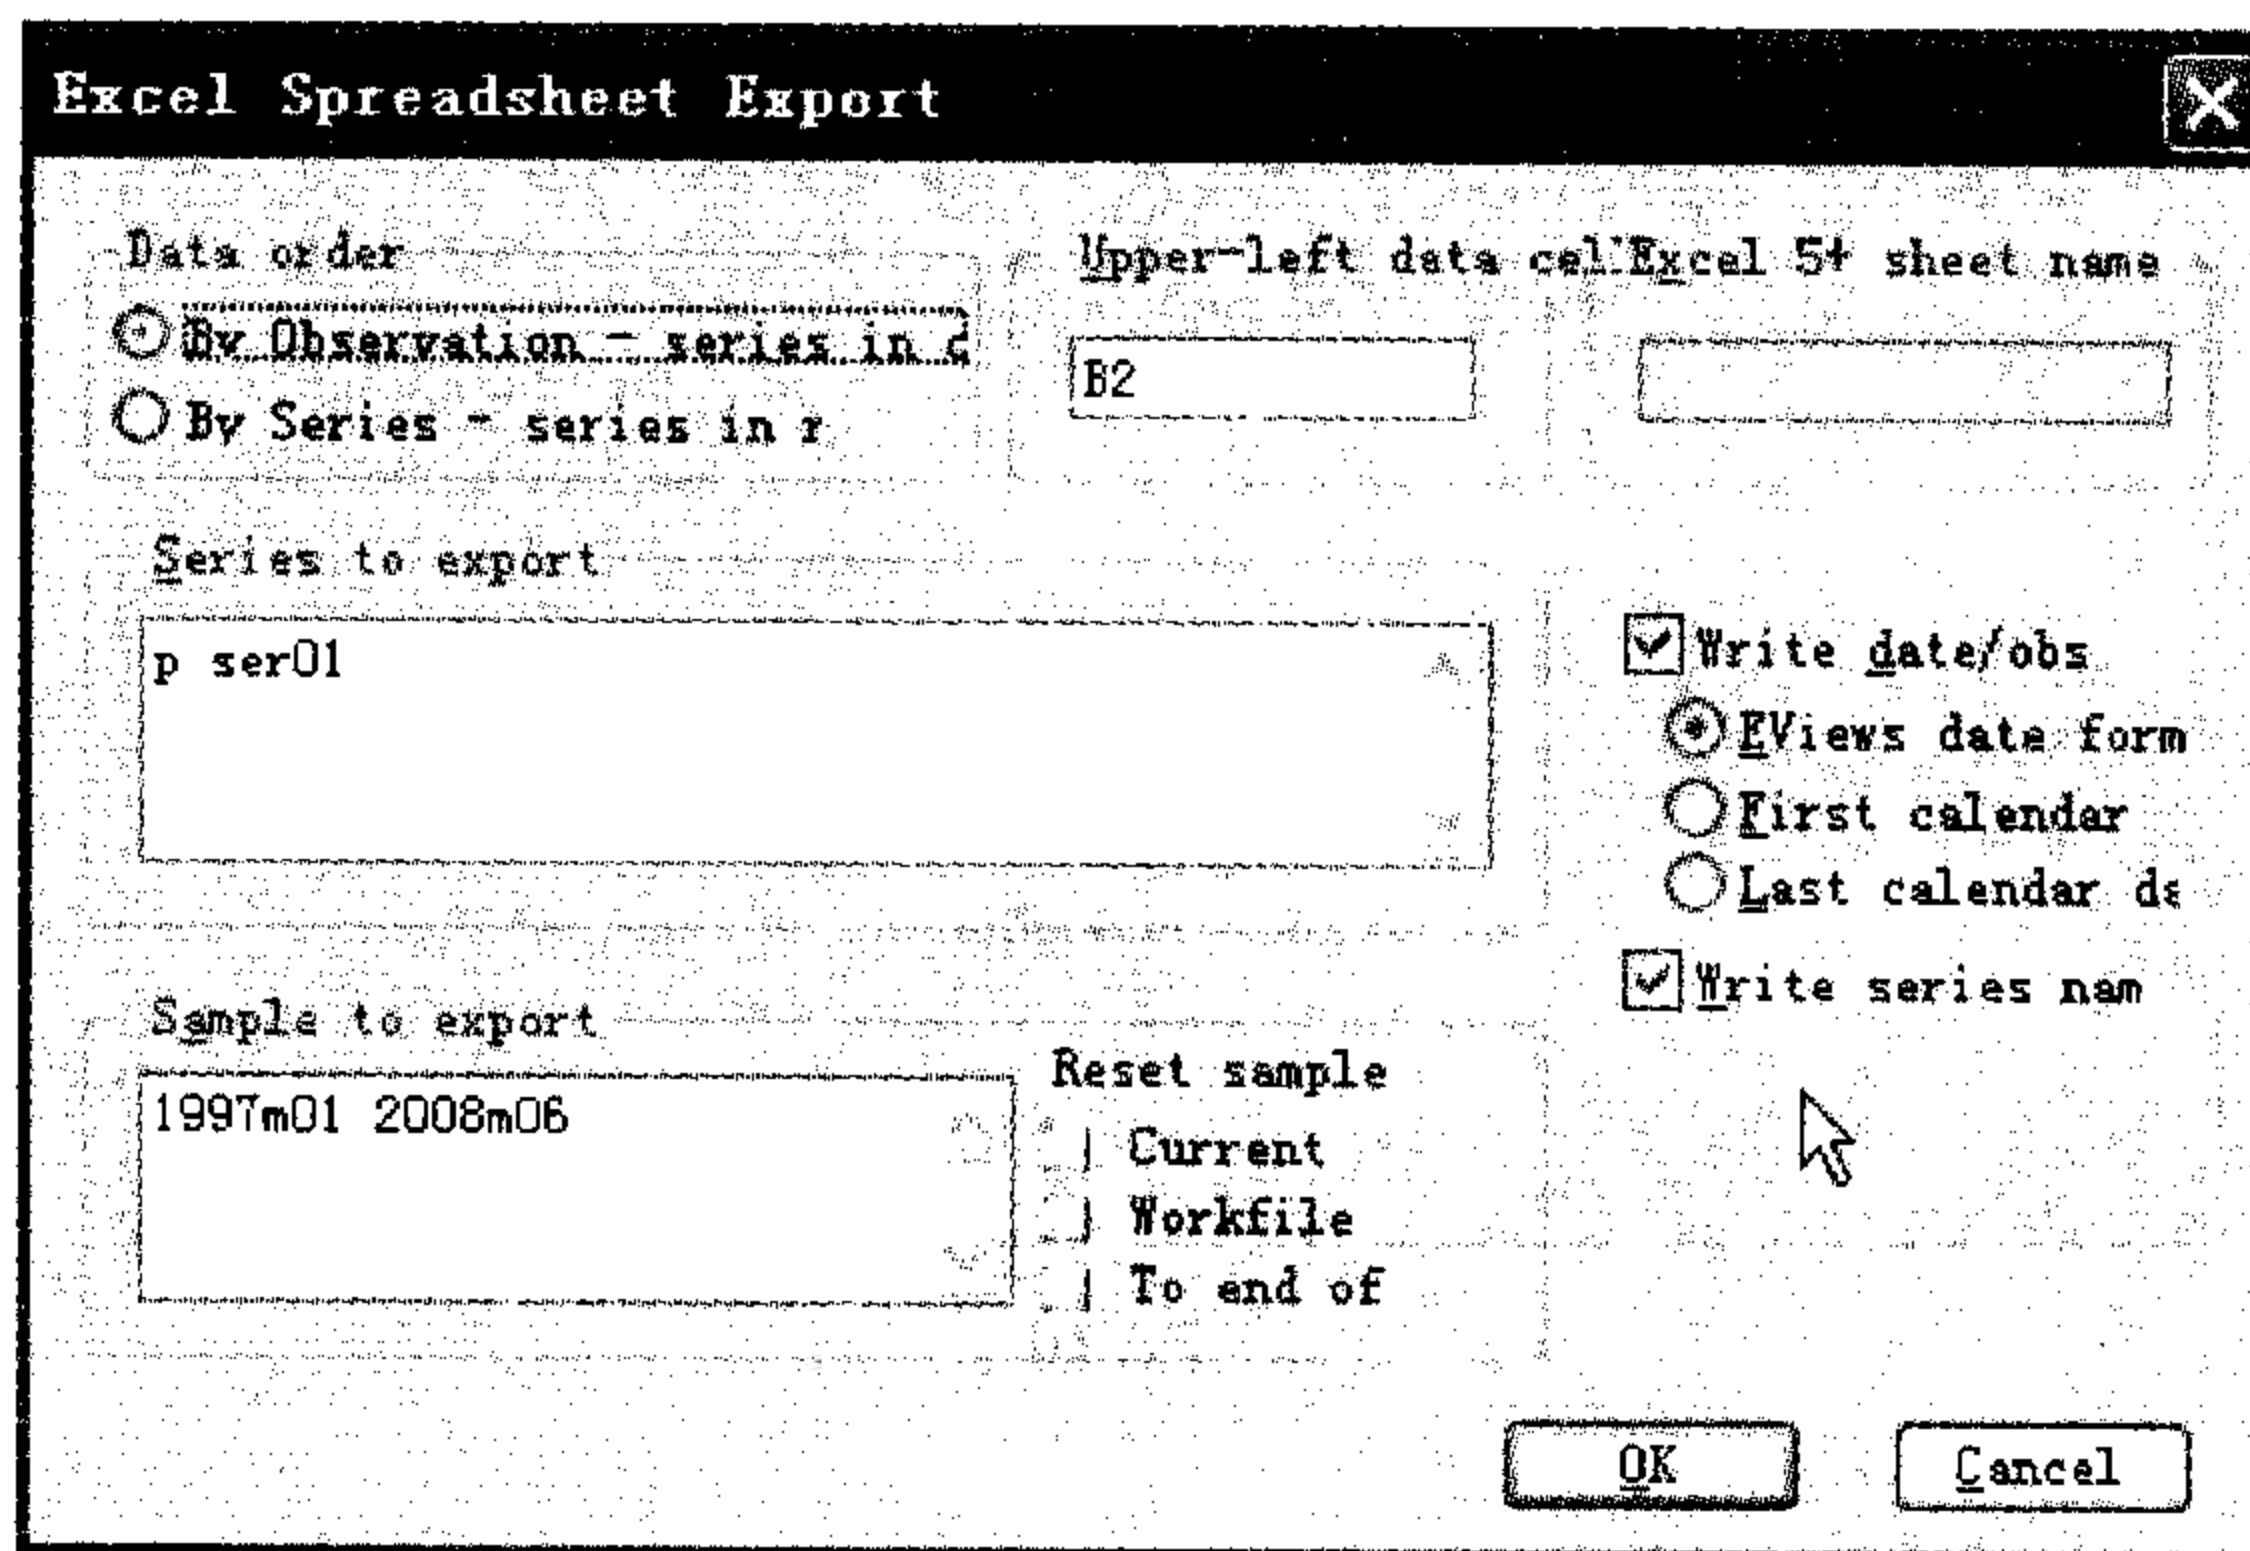 Excel Spreadsheet Export
Data order
By Observation - series in c
By Series - series in r
Upper-left data cel
Excel 5+ sheet name
B2
Series to export
p ser01
Write date/obs
EViews date form
First calendar
Last calendar da
Write series nam
Sample to export
1997m01 2008m06
Reset sample
Current
Workfile
To end of
OK
Cancel